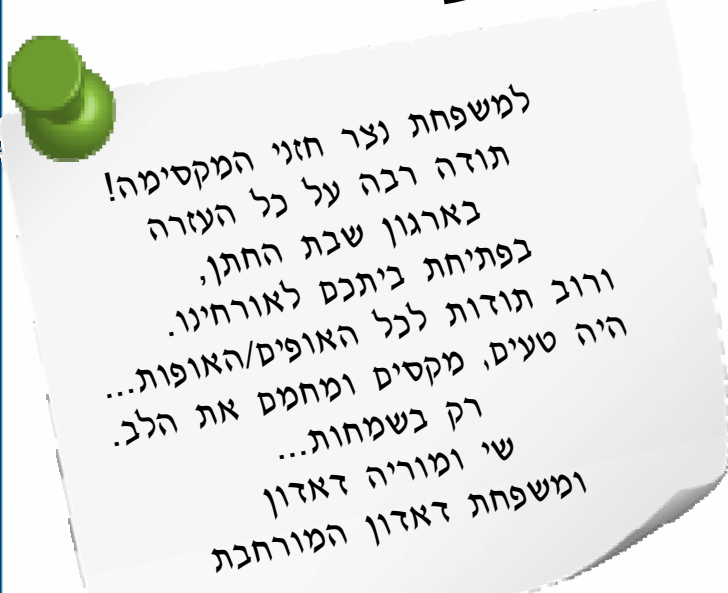 למשפחת נצר חזני המקסימה!
תודה רבה על כל העזרה
בארגון שבת החתן,
בפתיחת ביתכם לאורחינו.
ורוב תודות לכל האופים/האופות...
היה טעים, מקסים ומחמם את הלב.
רק בשמחות...
שי ומוריה דאדון
ומשפחת דאדון המורחבת